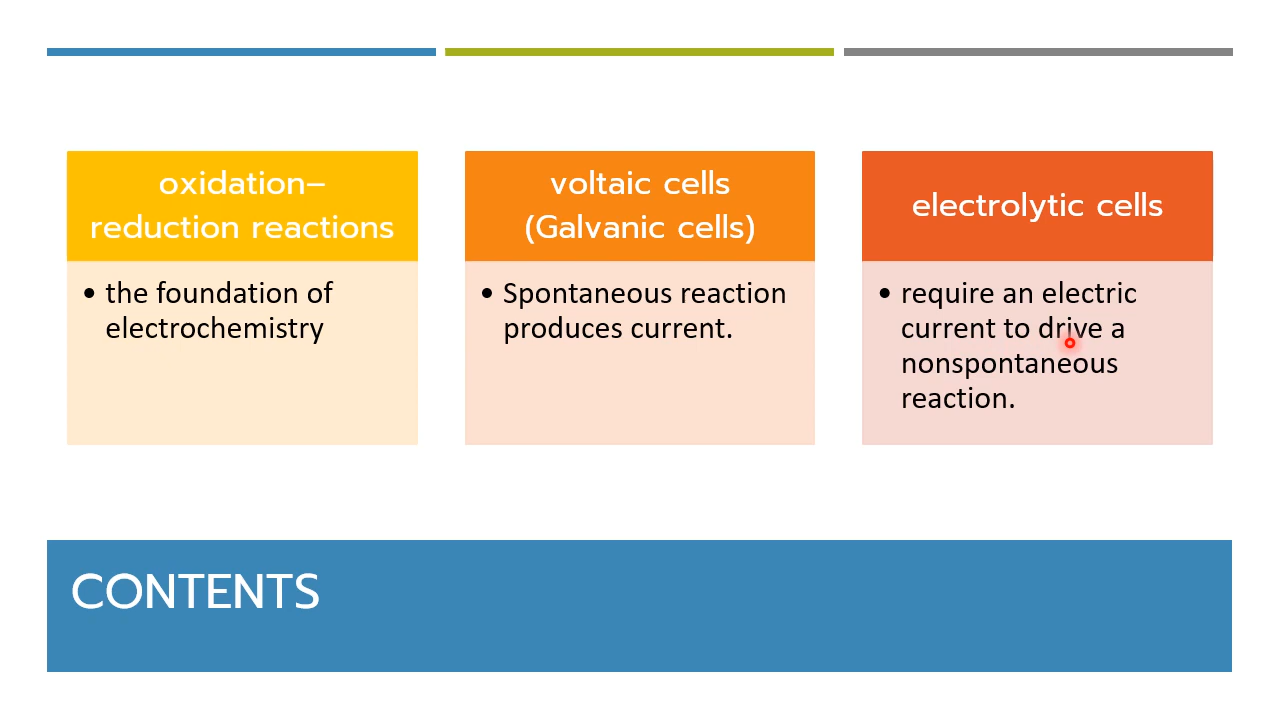 oxidation–
reduction reactions
• the foundation of
electrochemistry
voltaic cells
(Galvanic cells)
• Spontaneous reaction
produces current.
electrolytic cells
• require an electric
current to drive a
nonspontaneous
reaction.
CONTENTS